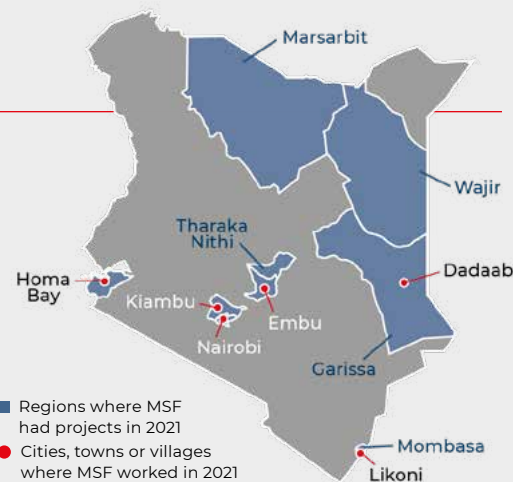 Marsarbit
Wajir
Tharaka
Nithi
Homa
Bay
Dadaab
Kiambu
Embu
Nairobi
Garissa
Regions where MSF
had projects in 2021
Mombasa
Cities, towns or villages
where MSF worked in 2021
Likoni